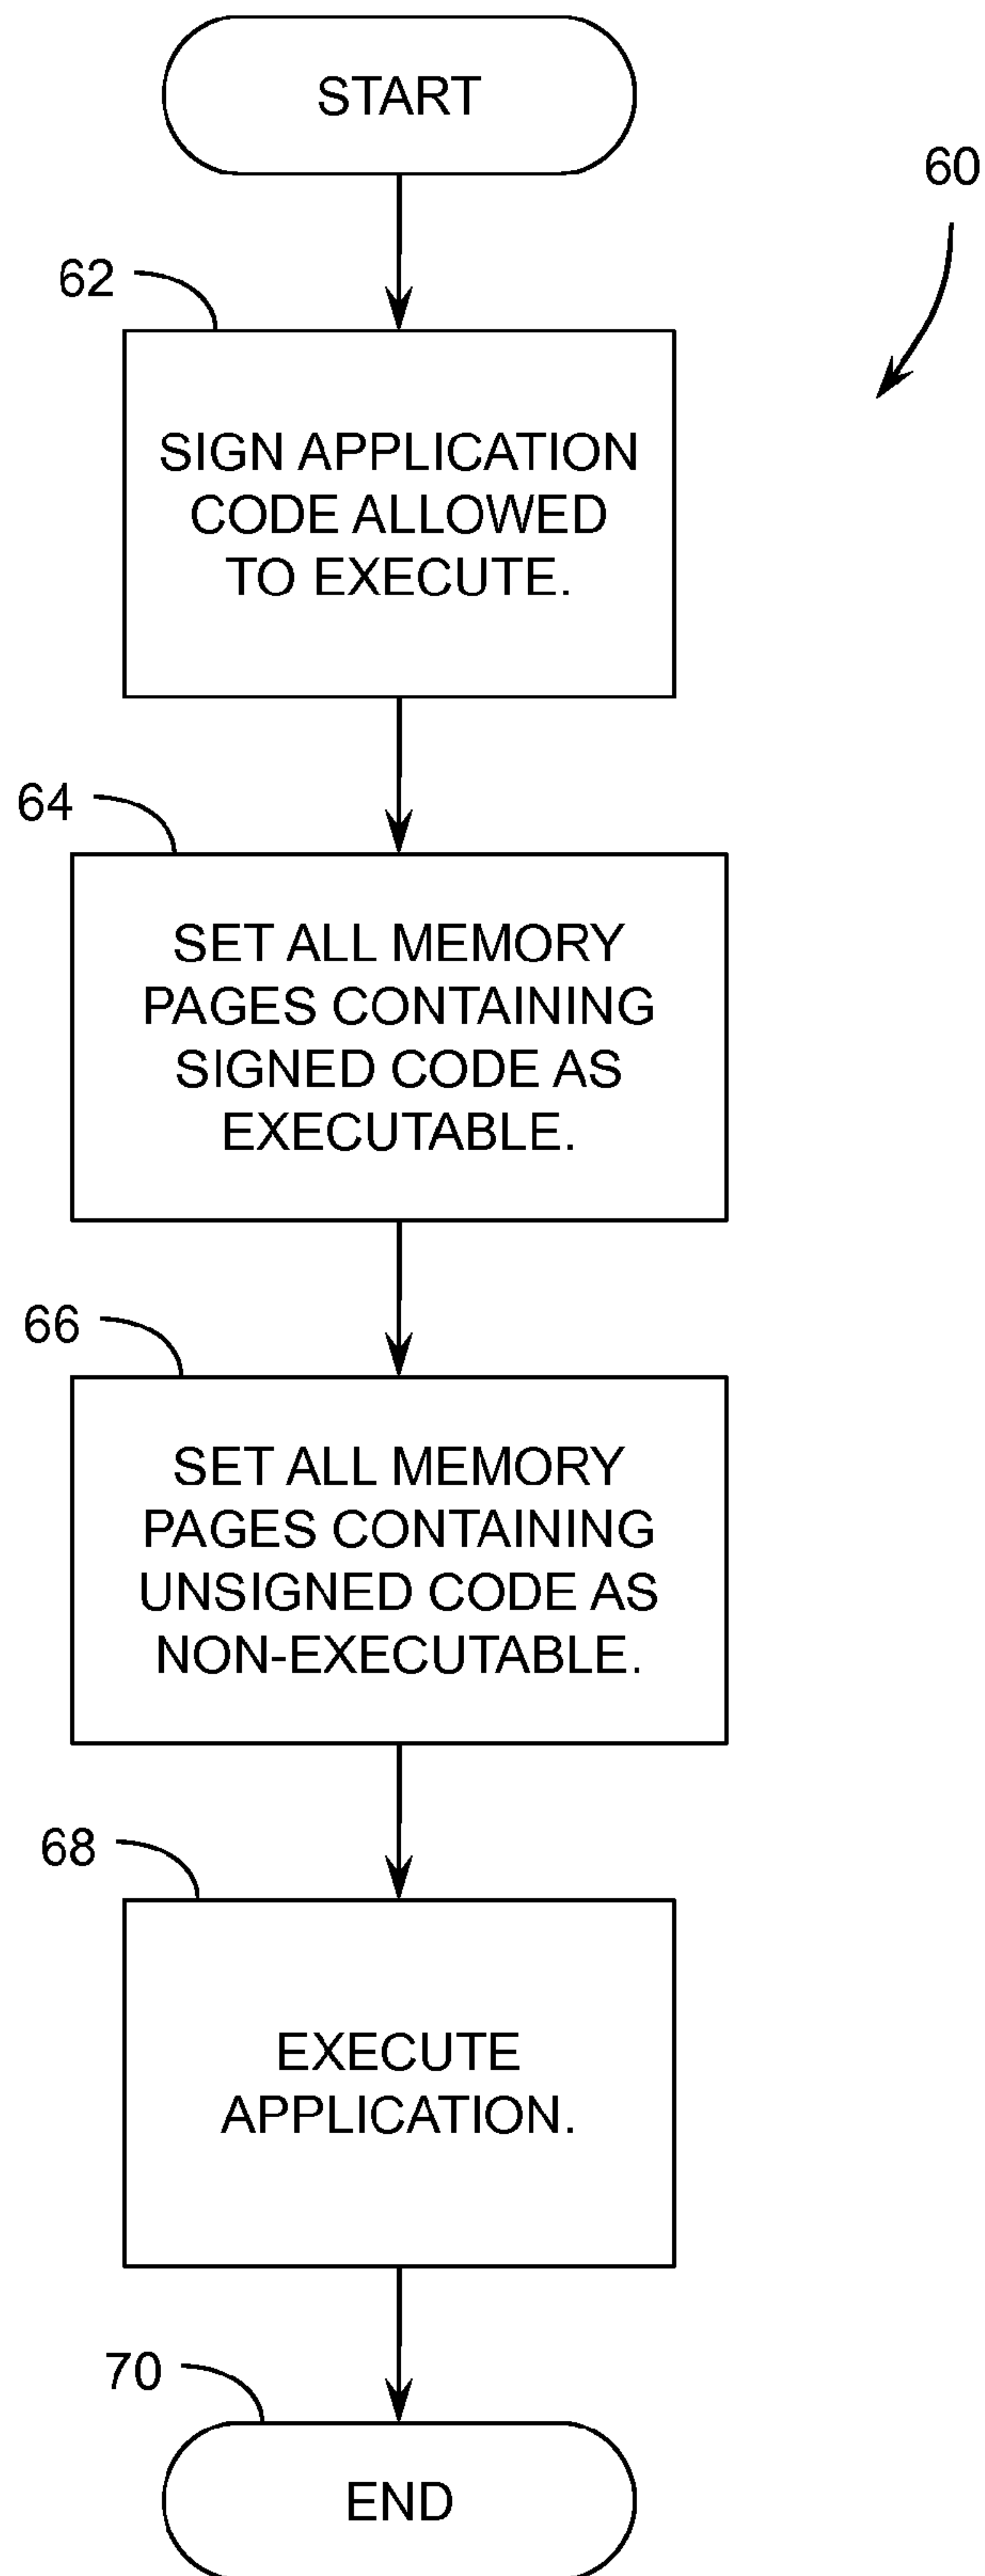 START
60
62
SIGN APPLICATION
CODE ALLOWED
TO EXECUTE.
64
SET ALL MEMORY
PAGES CONTAINING
SIGNED CODE AS
EXECUTABLE.
66
SET ALL MEMORY
PAGES CONTAINING
UNSIGNED CODE AS
NON-EXECUTABLE.
68
EXECUTE
APPLICATION.
70
END